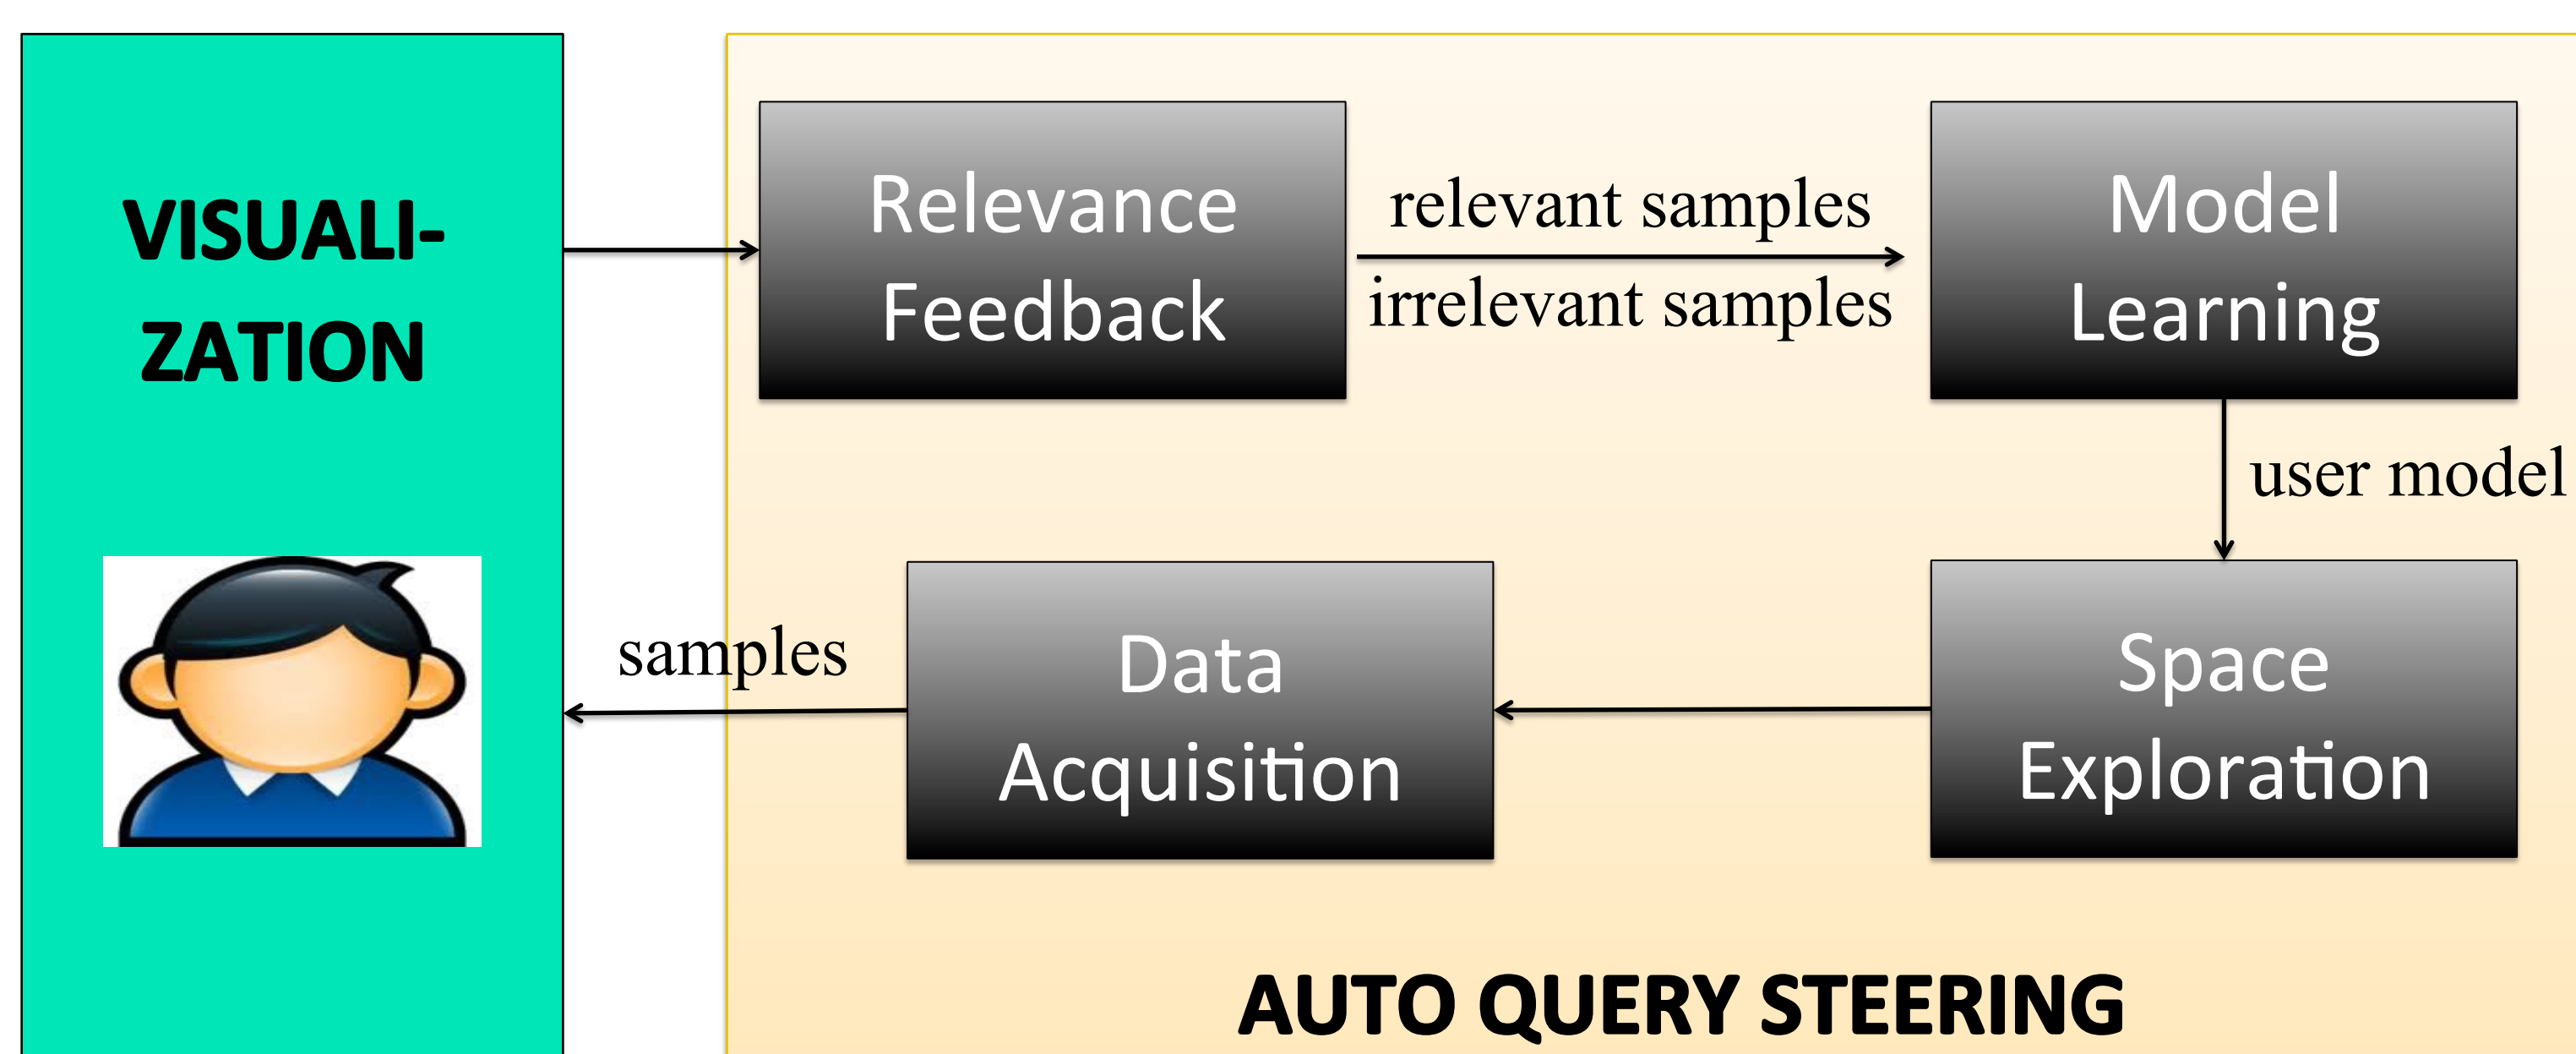 VISUALI-
ZATION
Relevance
Feedback
relevant samples
irrelevant samples
Model
Learning
user model
samples
Data
Acquisition
Space
Exploration
AUTO QUERY STEERING